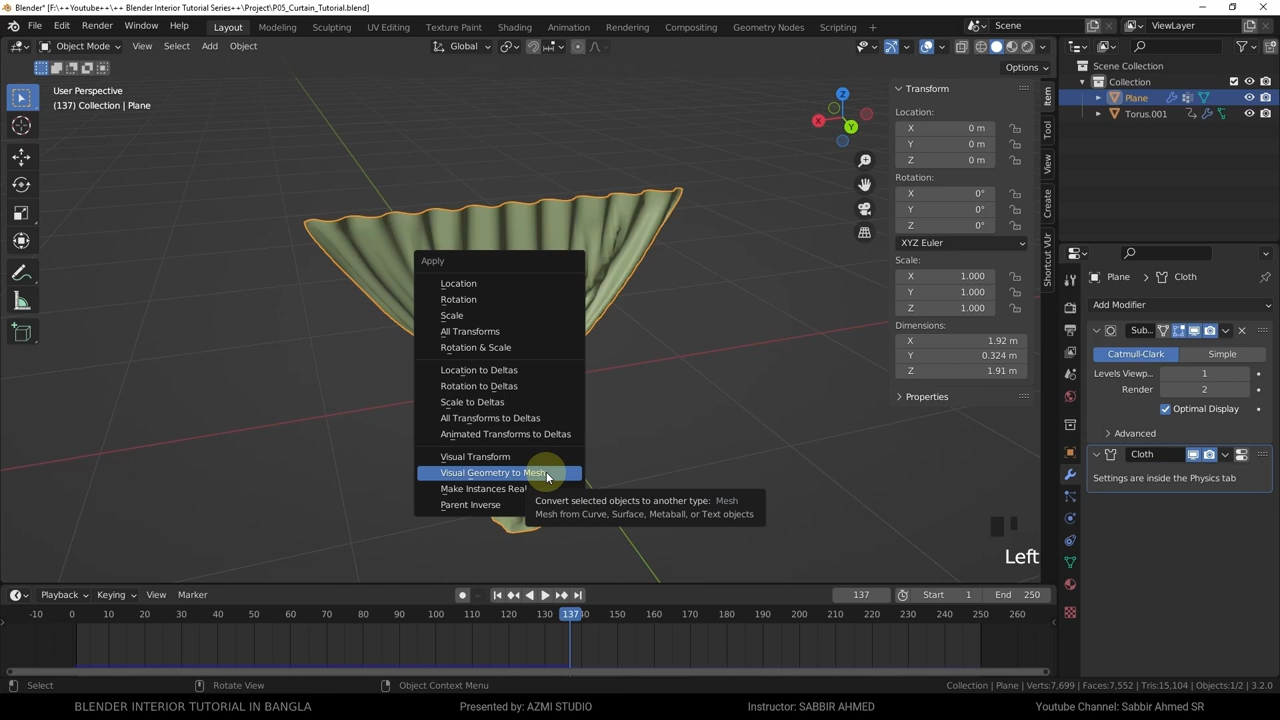 Blender* [F:\++Youtube++\++ Blender Interior Tutorial Series++\Project\P05_Curtain_Tutorial.blend]
File Edit Render Window Help Layout Modeling Sculpting UV Editing Texture Paint Shading Animation Rendering Compositing Geometry Nodes Scripting Scene ViewLayer
Object Mode View Select Add Object Global
Options
User Perspective
(137) Collection | Plane
Z
X
Y
Apply
Location
Rotation
Scale
All Transforms
Rotation & Scale
Location to Deltas
Rotation to Deltas
Scale to Deltas
All Transforms to Deltas
Animated Transforms to Deltas
Visual Transform
Visual Geometry to Mesh
Make Instances Real
Parent Inverse
Convert selected objects to another type: Mesh
Mesh from Curve, Surface, Metaball, or Text objects
Left
Transform
Location:
X 0 m
Y 0 m
Z 0 m
Rotation:
X 0°
Y 0°
Z 0°
XYZ Euler
Scale:
X 1.000
Y 1.000
Z 1.000
Dimensions:
X 1.92 m
Y 0.324 m
Z 1.91 m
Properties
Item
Tool
View
Create
Shortcut VUr
Scene Collection
Collection
Plane
Torus.001
Plane Cloth
Add Modifier
Sub...
Catmull-Clark Simple
Levels Viewp... 1
Render 2
Optimal Display
Advanced
Cloth
Settings are inside the Physics tab
Playback Keying View Marker 137 Start 1 End 250
-10 0 10 20 30 40 50 60 70 80 90 100 110 120 130 137 150 160 170 180 190 200 210 220 230 240 250 260
Select Rotate View Object Context Menu Collection | Plane | Verts:7,699 | Faces:7,552 | Tris:15,104 | Objects:1/2 | 3.2.0
BLENDER INTERIOR TUTORIAL IN BANGLA Presented by: AZMI STUDIO Instructor: SABBIR AHMED Youtube Channel: Sabbir Ahmed SR